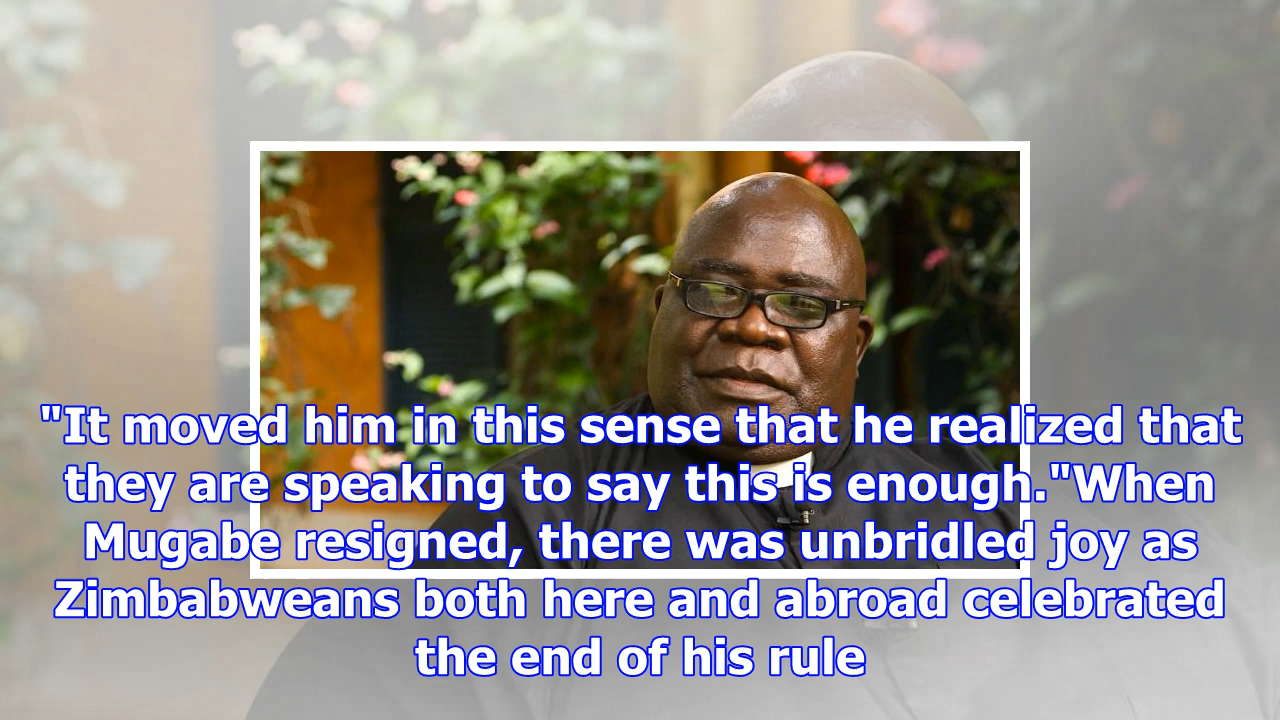 "It moved him in this sense that he realized that
they are speaking to say this is enough."When
Mugabe resigned, there was unbridled joy as
Zimbabweans both here and abroad celebrated
the end of his rule